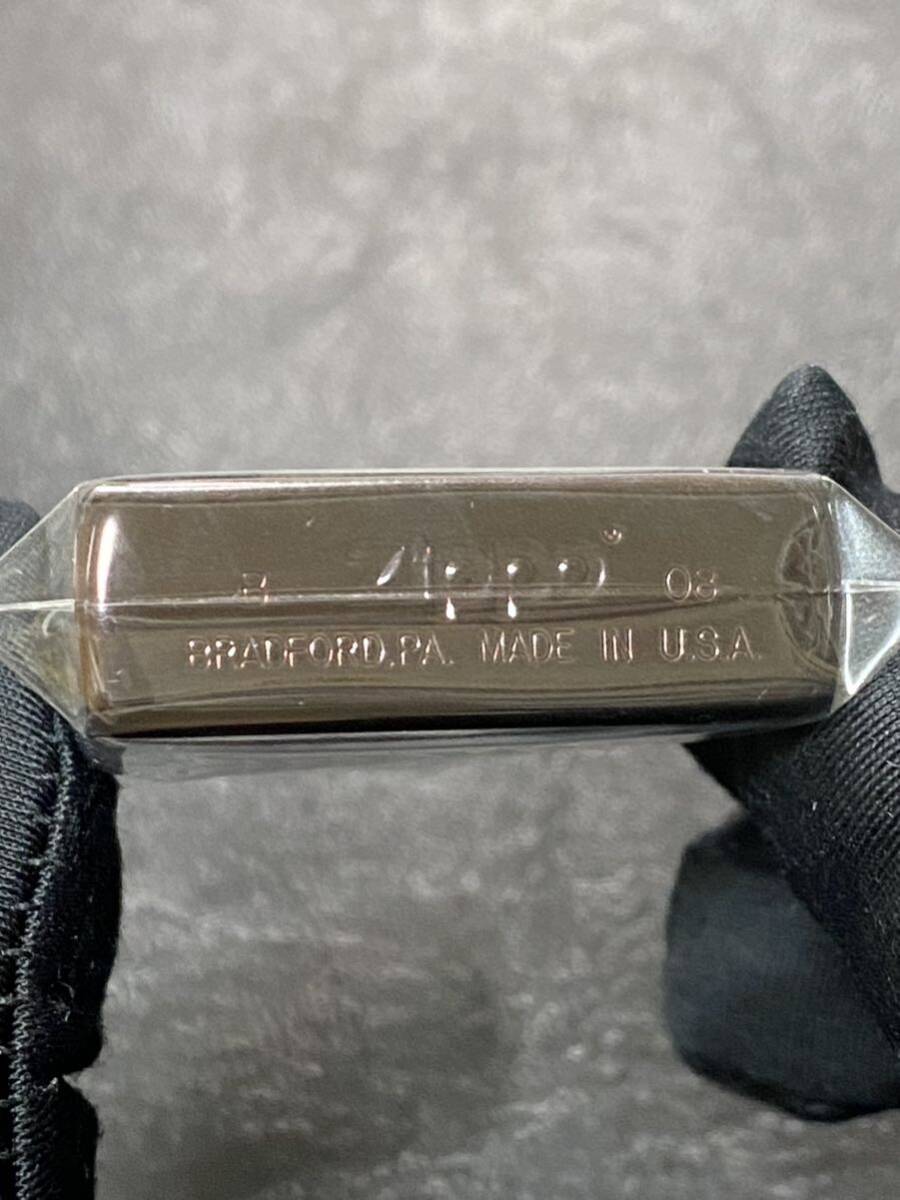 B Zippo® 08
BRADFORD, PA. MADE IN U.S.A.